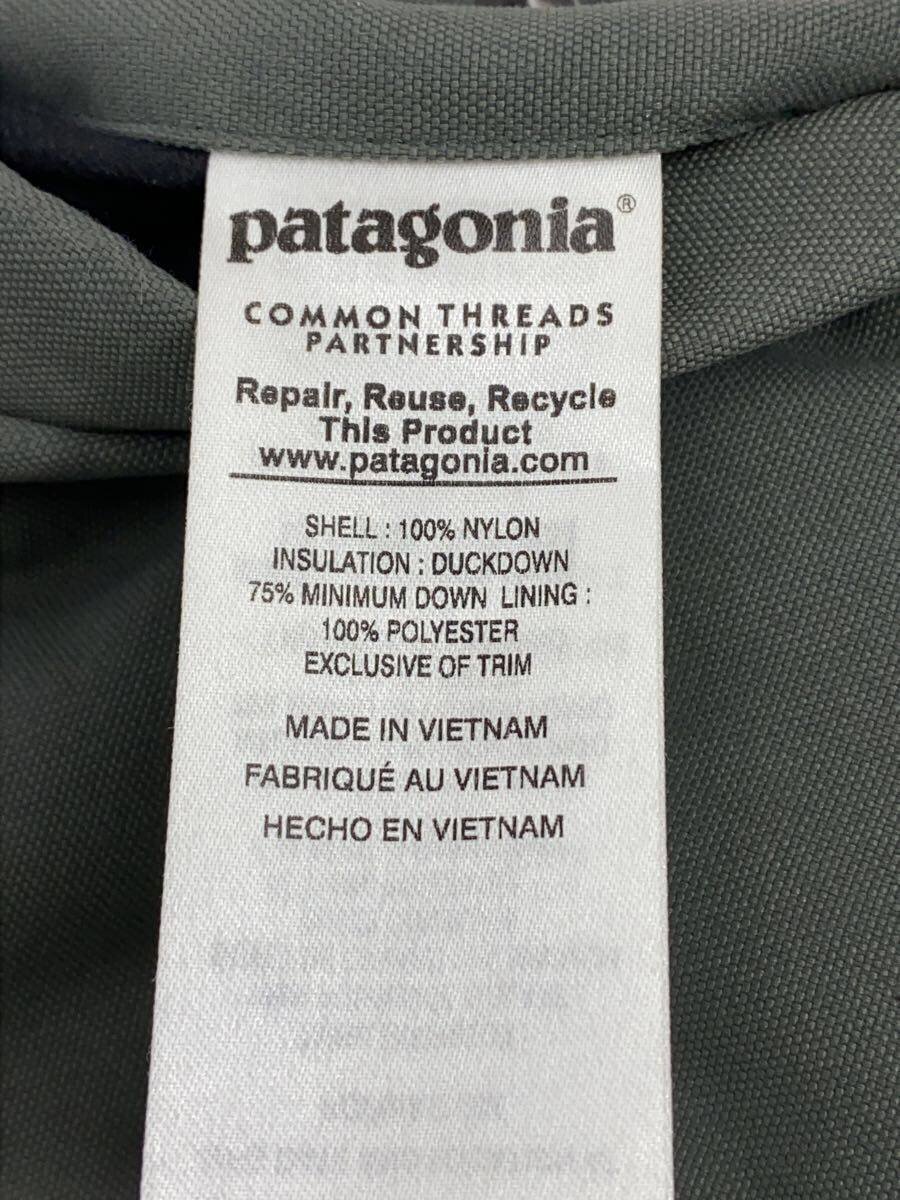 patagonia®
COMMON THREADS
PARTNERSHIP
Repair, Reuse, Recycle
This Product
www.patagonia.com
SHELL : 100% NYLON
INSULATION : DUCKDOWN
75% MINIMUM DOWN LINING :
100% POLYESTER
EXCLUSIVE OF TRIM
MADE IN VIETNAM
FABRIQUÉ AU VIETNAM
HECHO EN VIETNAM